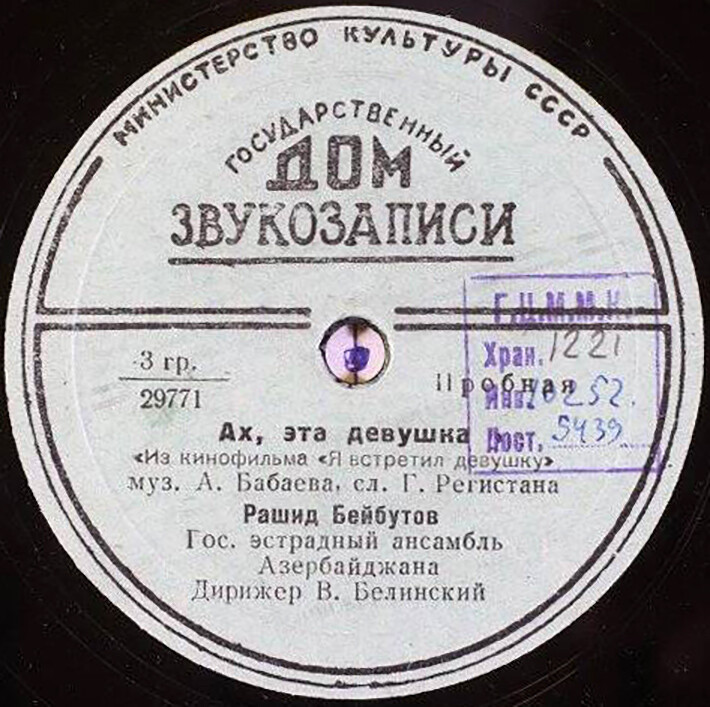 МИНИСТЕРСТВО КУЛЬТУРЫ СССР
ГОСУДАРСТВЕННЫЙ
ДОМ
ЗВУКОЗАПИСИ
Г.Ц.М.М.К.
3 гр.
Хран. 1221
29771
Пробная
Инв. 10252.
Ах, эта девушка
Пост. 5439
«Из кинофильма «Я встретил девушку»
муз. А. Бабаева, сл. Г. Регистана
Рашид Бейбутов
Гос. эстрадный ансамбль
Азербайджана
Дирижер В. Белинский